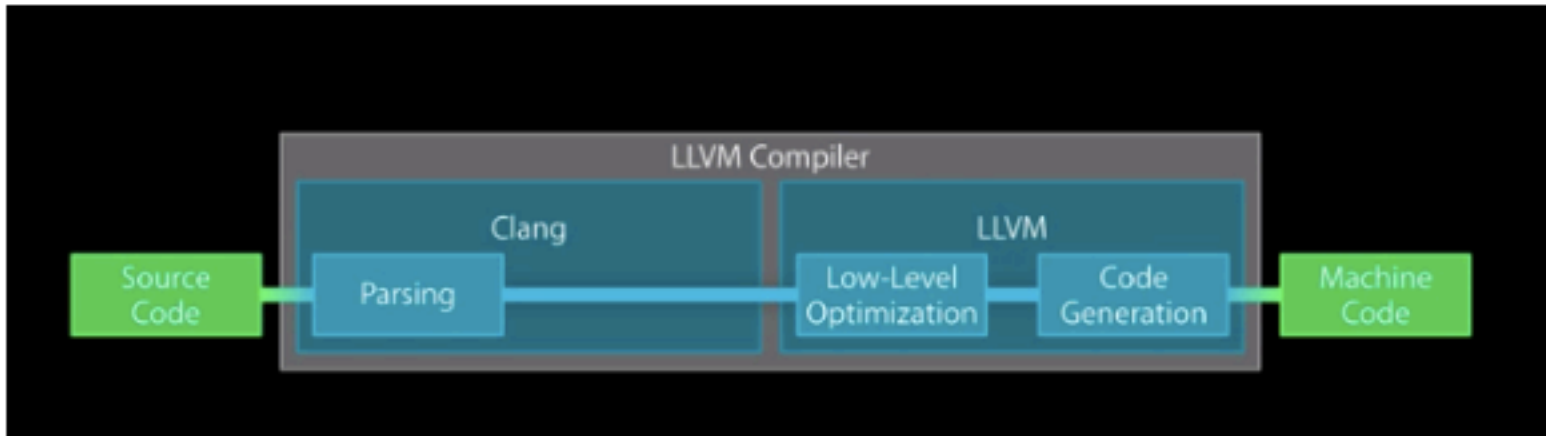 LLVM Compiler
Clang
LLVM
Source
Code
Parsing
Low-Level
Optimization
Code
Generation
Machine
Code